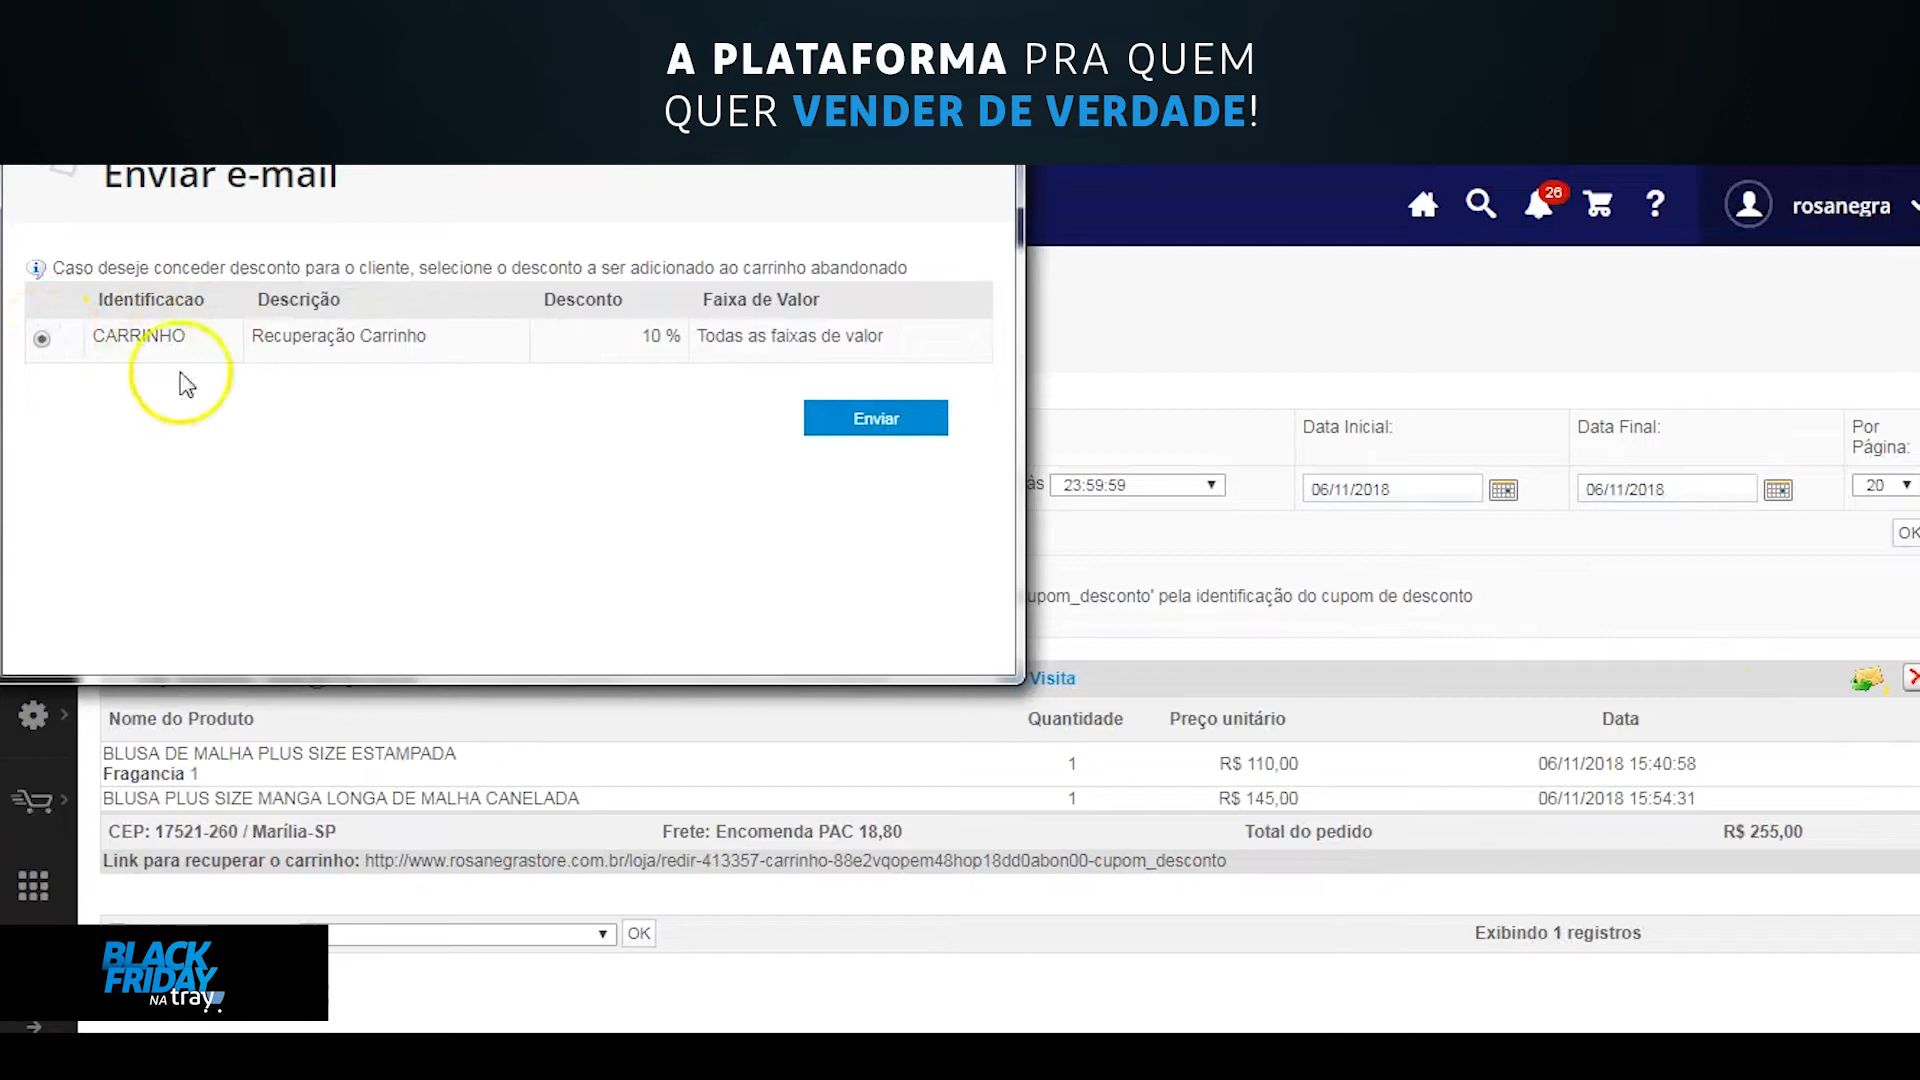 A PLATAFORMA PRA QUEM
QUER VENDER DE VERDADE!
Enviar e-mail
26
rosanegra
Caso deseje conceder desconto para o cliente, selecione o desconto a ser adicionado ao carrinho abandonado
Identificacao Descrição Desconto Faixa de Valor
CARRINHO Recuperação Carrinho 10 % Todas as faixas de valor
Enviar
Data Inicial: Data Final: Por Página:
às 23:59:59 06/11/2018 06/11/2018 20
OK
cupom_desconto' pela identificação do cupom de desconto
Visita
Nome do Produto Quantidade Preço unitário Data
BLUSA DE MALHA PLUS SIZE ESTAMPADA
Fragancia 1 1 R$ 110,00 06/11/2018 15:40:58
BLUSA PLUS SIZE MANGA LONGA DE MALHA CANELADA 1 R$ 145,00 06/11/2018 15:54:31
CEP: 17521-260 / Marília-SP Frete: Encomenda PAC 18,80 Total do pedido R$ 255,00
Link para recuperar o carrinho: http://www.rosanegrastore.com.br/loja/redir-413357-carrinho-88e2vqopem48hop18dd0abon00-cupom_desconto
OK Exibindo 1 registros
BLACK
FRIDAY
NA tray